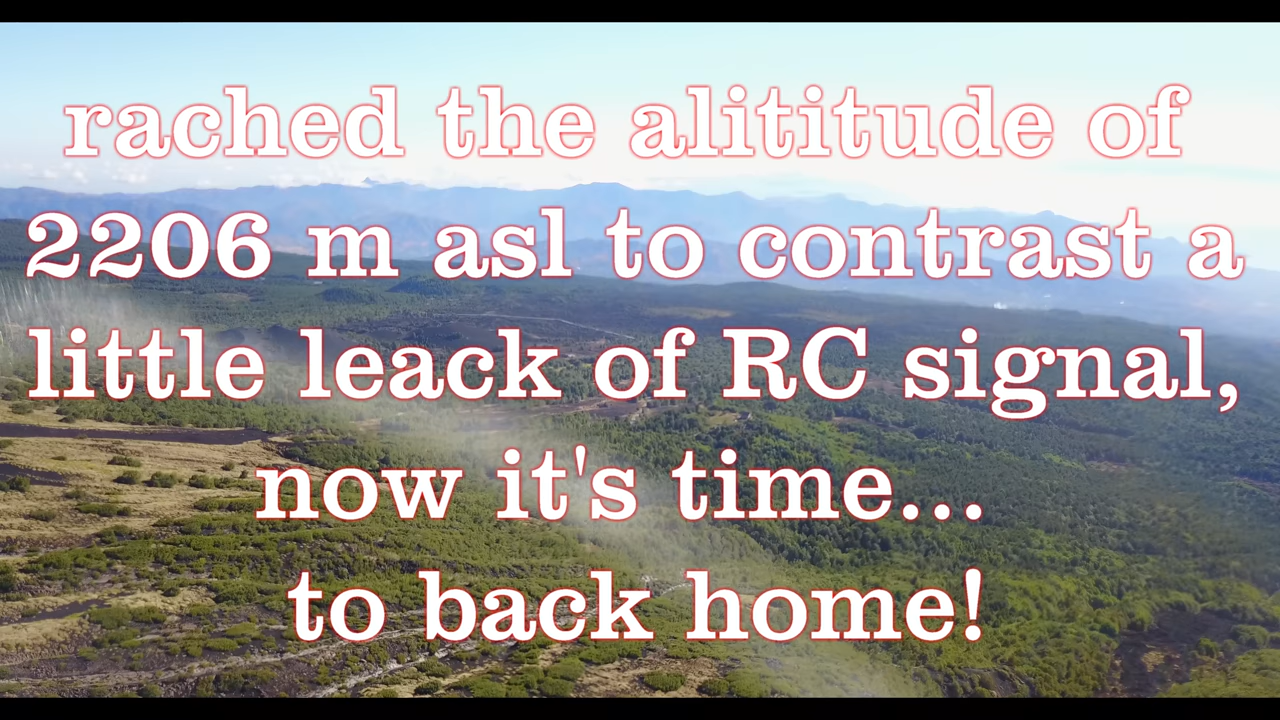 rached the alititude of
2206 m asl to contrast a
little leack of RC signal,
now it's time...
to back home!